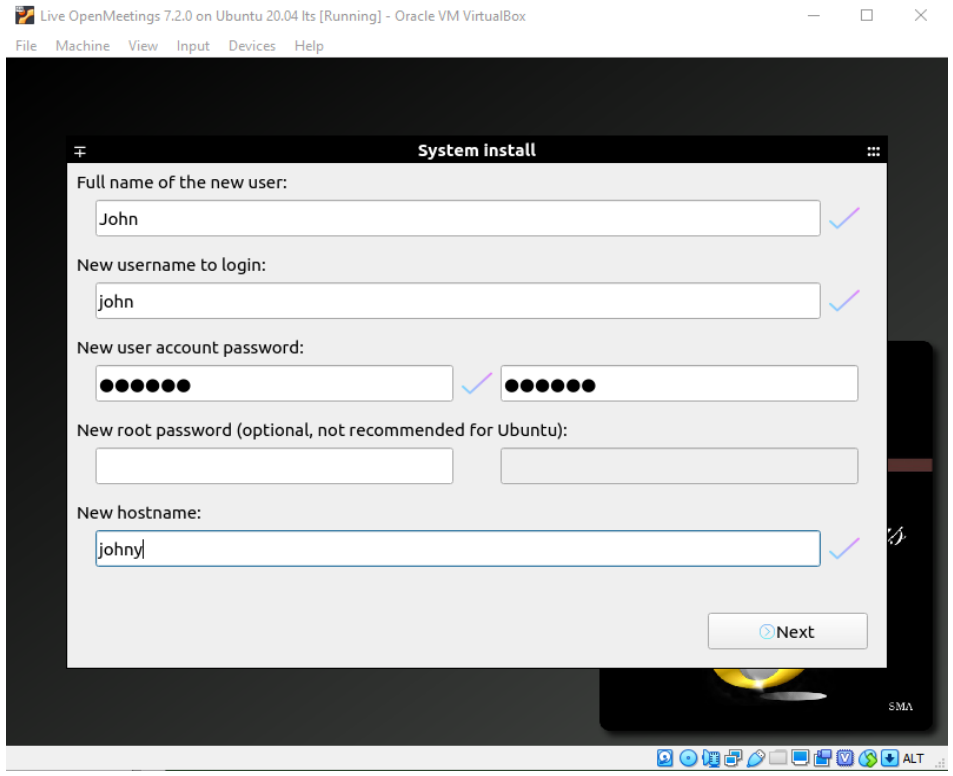 Live OpenMeetings 7.2.0 on Ubuntu 20.04 lts [Running] - Oracle VM VirtualBox
File Machine View Input Devices Help
System install
Full name of the new user:
John
New username to login:
john
New user account password:
●●●●●● ●●●●●●
New root password (optional, not recommended for Ubuntu):
New hostname:
johny
Next
SMA
ALT